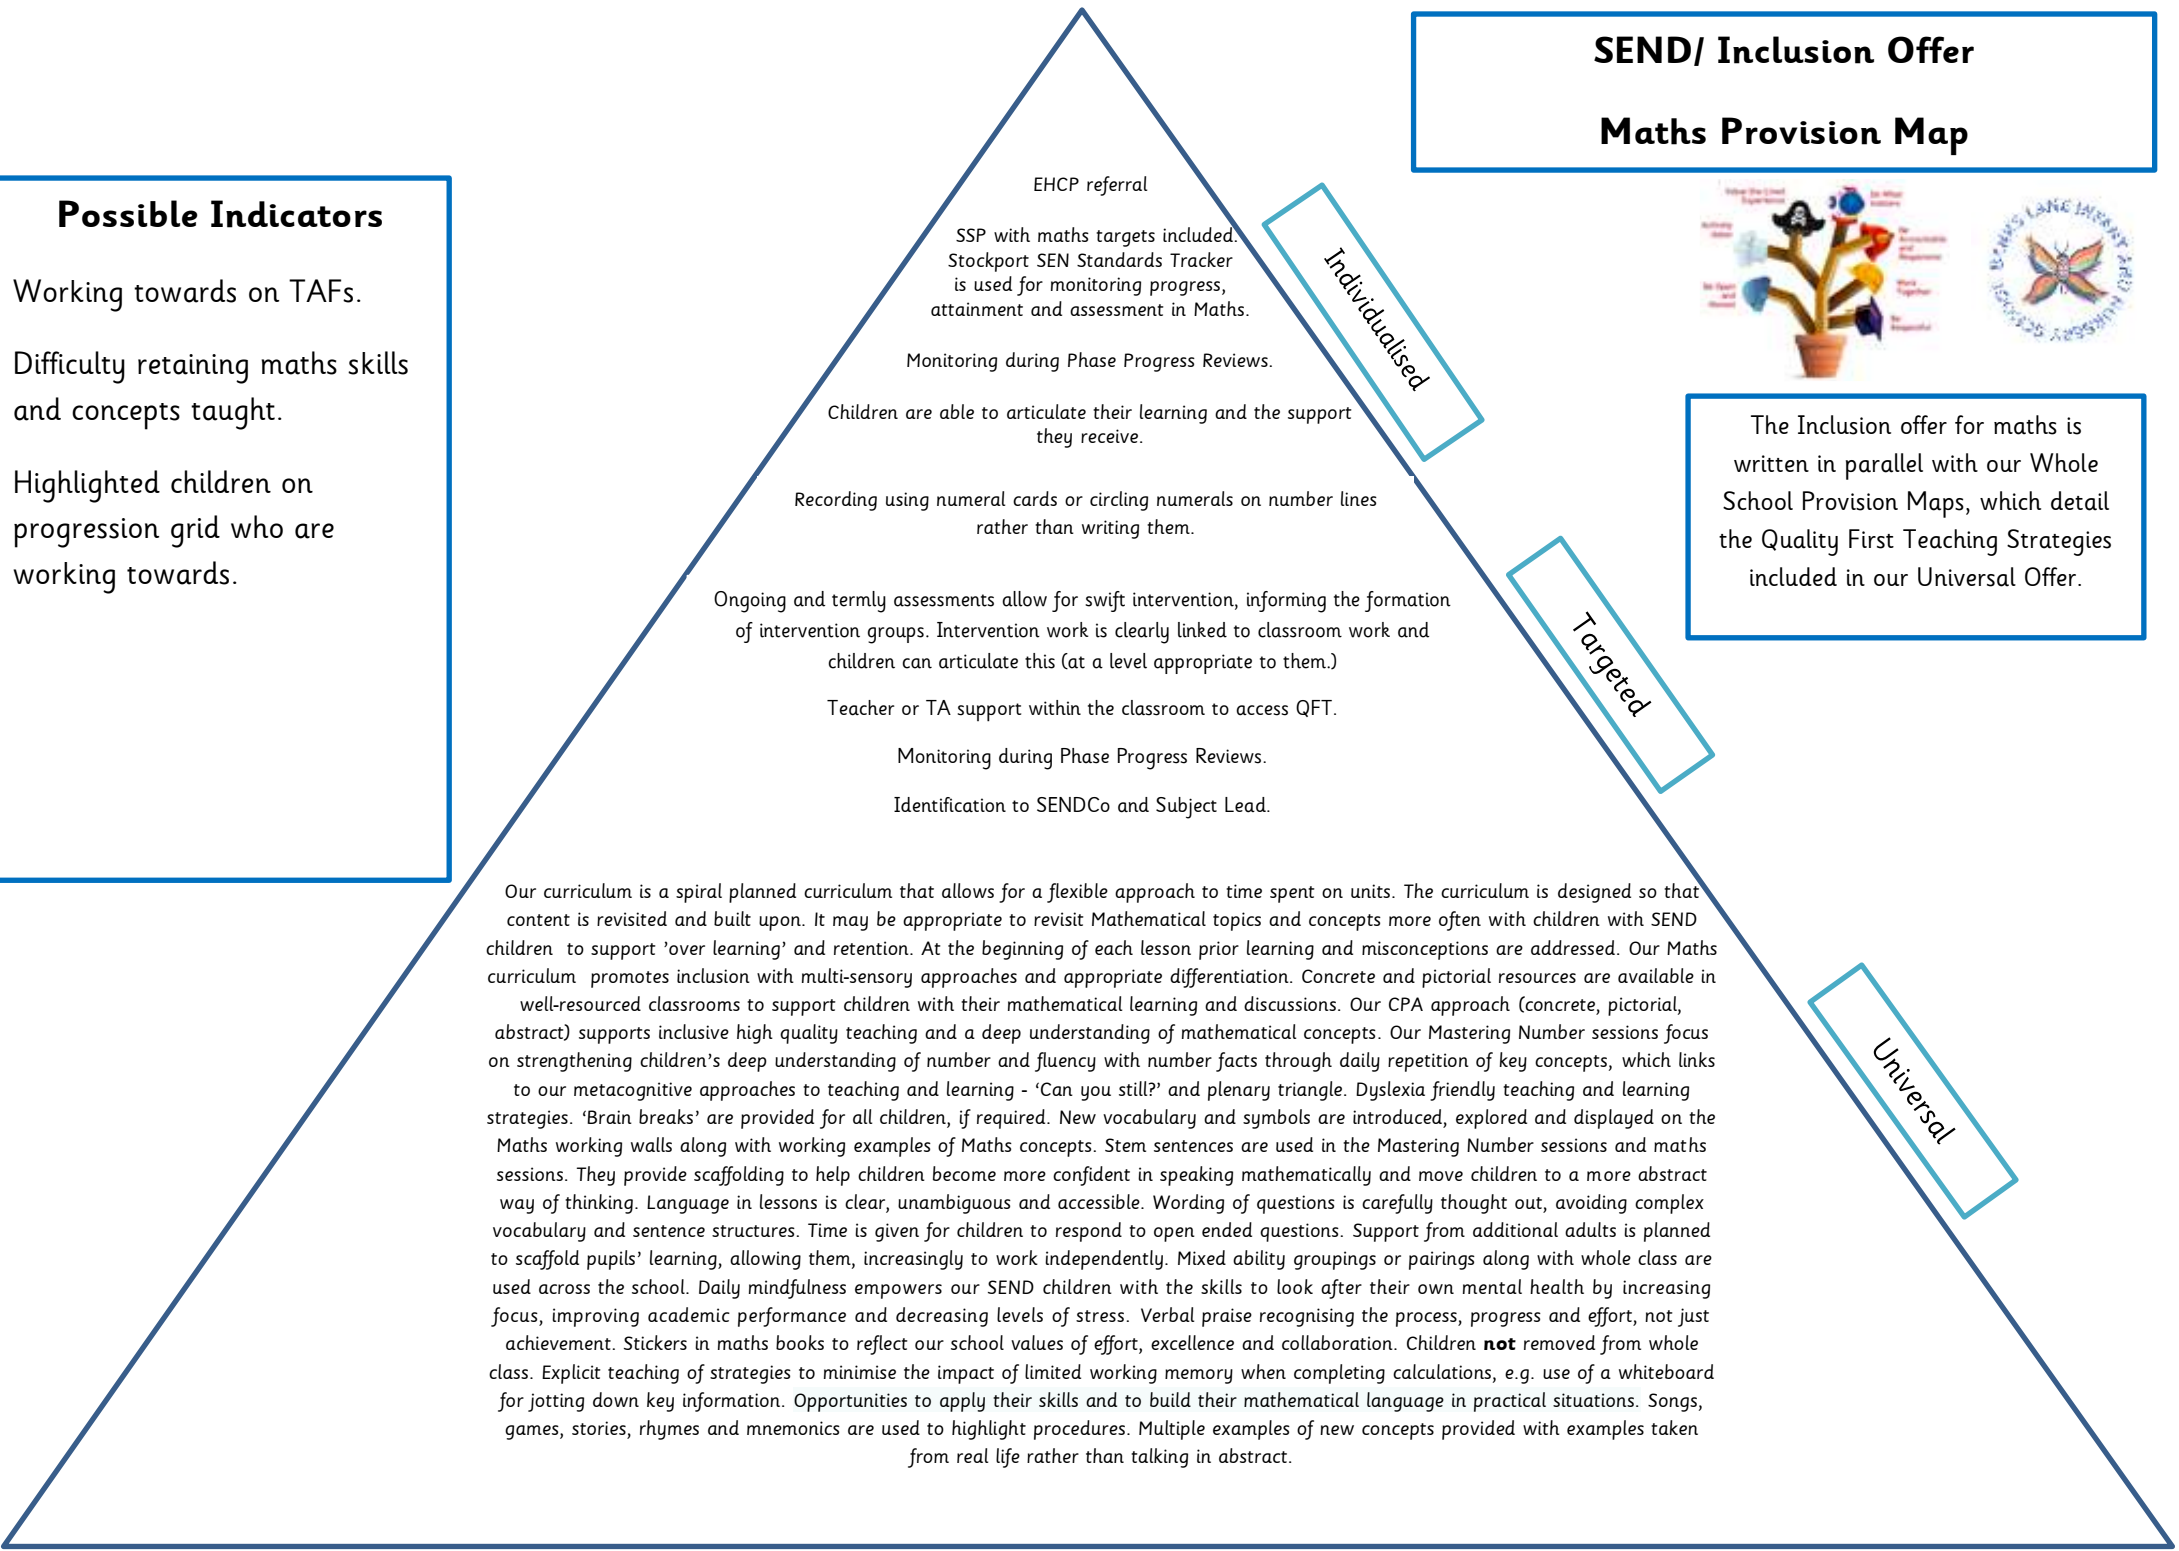 SEND/ Inclusion Offer
Maths Provision Map
Possible Indicators
Working towards on TAFs.
Difficulty retaining maths skills
and concepts taught.
Highlighted children on
progression grid who are
working towards.
EHCP referral
SSP with maths targets included.
Stockport SEN Standards Tracker
is used for monitoring progress,
attainment and assessment in Maths.
Monitoring during Phase Progress Reviews.
Children are able to articulate their learning and the support
they receive.
Recording using numeral cards or circling numerals on number lines
rather than writing them.
Individualised
The Inclusion offer for maths is
written in parallel with our Whole
School Provision Maps, which detail
the Quality First Teaching Strategies
included in our Universal Offer.
Ongoing and termly assessments allow for swift intervention, informing the formation
of intervention groups. Intervention work is clearly linked to classroom work and
children can articulate this (at a level appropriate to them.)
Teacher or TA support within the classroom to access QFT.
Monitoring during Phase Progress Reviews.
Identification to SENDCo and Subject Lead.
Targeted
Our curriculum is a spiral planned curriculum that allows for a flexible approach to time spent on units. The curriculum is designed so that
content is revisited and built upon. It may be appropriate to revisit Mathematical topics and concepts more often with children with SEND
children to support ’over learning’ and retention. At the beginning of each lesson prior learning and misconceptions are addressed. Our Maths
curriculum promotes inclusion with multi-sensory approaches and appropriate differentiation. Concrete and pictorial resources are available in
well-resourced classrooms to support children with their mathematical learning and discussions. Our CPA approach (concrete, pictorial,
abstract) supports inclusive high quality teaching and a deep understanding of mathematical concepts. Our Mastering Number sessions focus
on strengthening children’s deep understanding of number and fluency with number facts through daily repetition of key concepts, which links
to our metacognitive approaches to teaching and learning - ‘Can you still?’ and plenary triangle. Dyslexia friendly teaching and learning
strategies. ‘Brain breaks’ are provided for all children, if required. New vocabulary and symbols are introduced, explored and displayed on the
Maths working walls along with working examples of Maths concepts. Stem sentences are used in the Mastering Number sessions and maths
sessions. They provide scaffolding to help children become more confident in speaking mathematically and move children to a more abstract
way of thinking. Language in lessons is clear, unambiguous and accessible. Wording of questions is carefully thought out, avoiding complex
vocabulary and sentence structures. Time is given for children to respond to open ended questions. Support from additional adults is planned
to scaffold pupils’ learning, allowing them, increasingly to work independently. Mixed ability groupings or pairings along with whole class are
used across the school. Daily mindfulness empowers our SEND children with the skills to look after their own mental health by increasing
focus, improving academic performance and decreasing levels of stress. Verbal praise recognising the process, progress and effort, not just
achievement. Stickers in maths books to reflect our school values of effort, excellence and collaboration. Children not removed from whole
class. Explicit teaching of strategies to minimise the impact of limited working memory when completing calculations, e.g. use of a whiteboard
for jotting down key information. Opportunities to apply their skills and to build their mathematical language in practical situations. Songs,
games, stories, rhymes and mnemonics are used to highlight procedures. Multiple examples of new concepts provided with examples taken
from real life rather than talking in abstract.
Universal